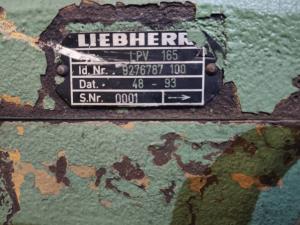 LIEBHERR
LPV 165
Id. Nr. 9276787 100
Dat. 48 - 93
S.Nr. 0001